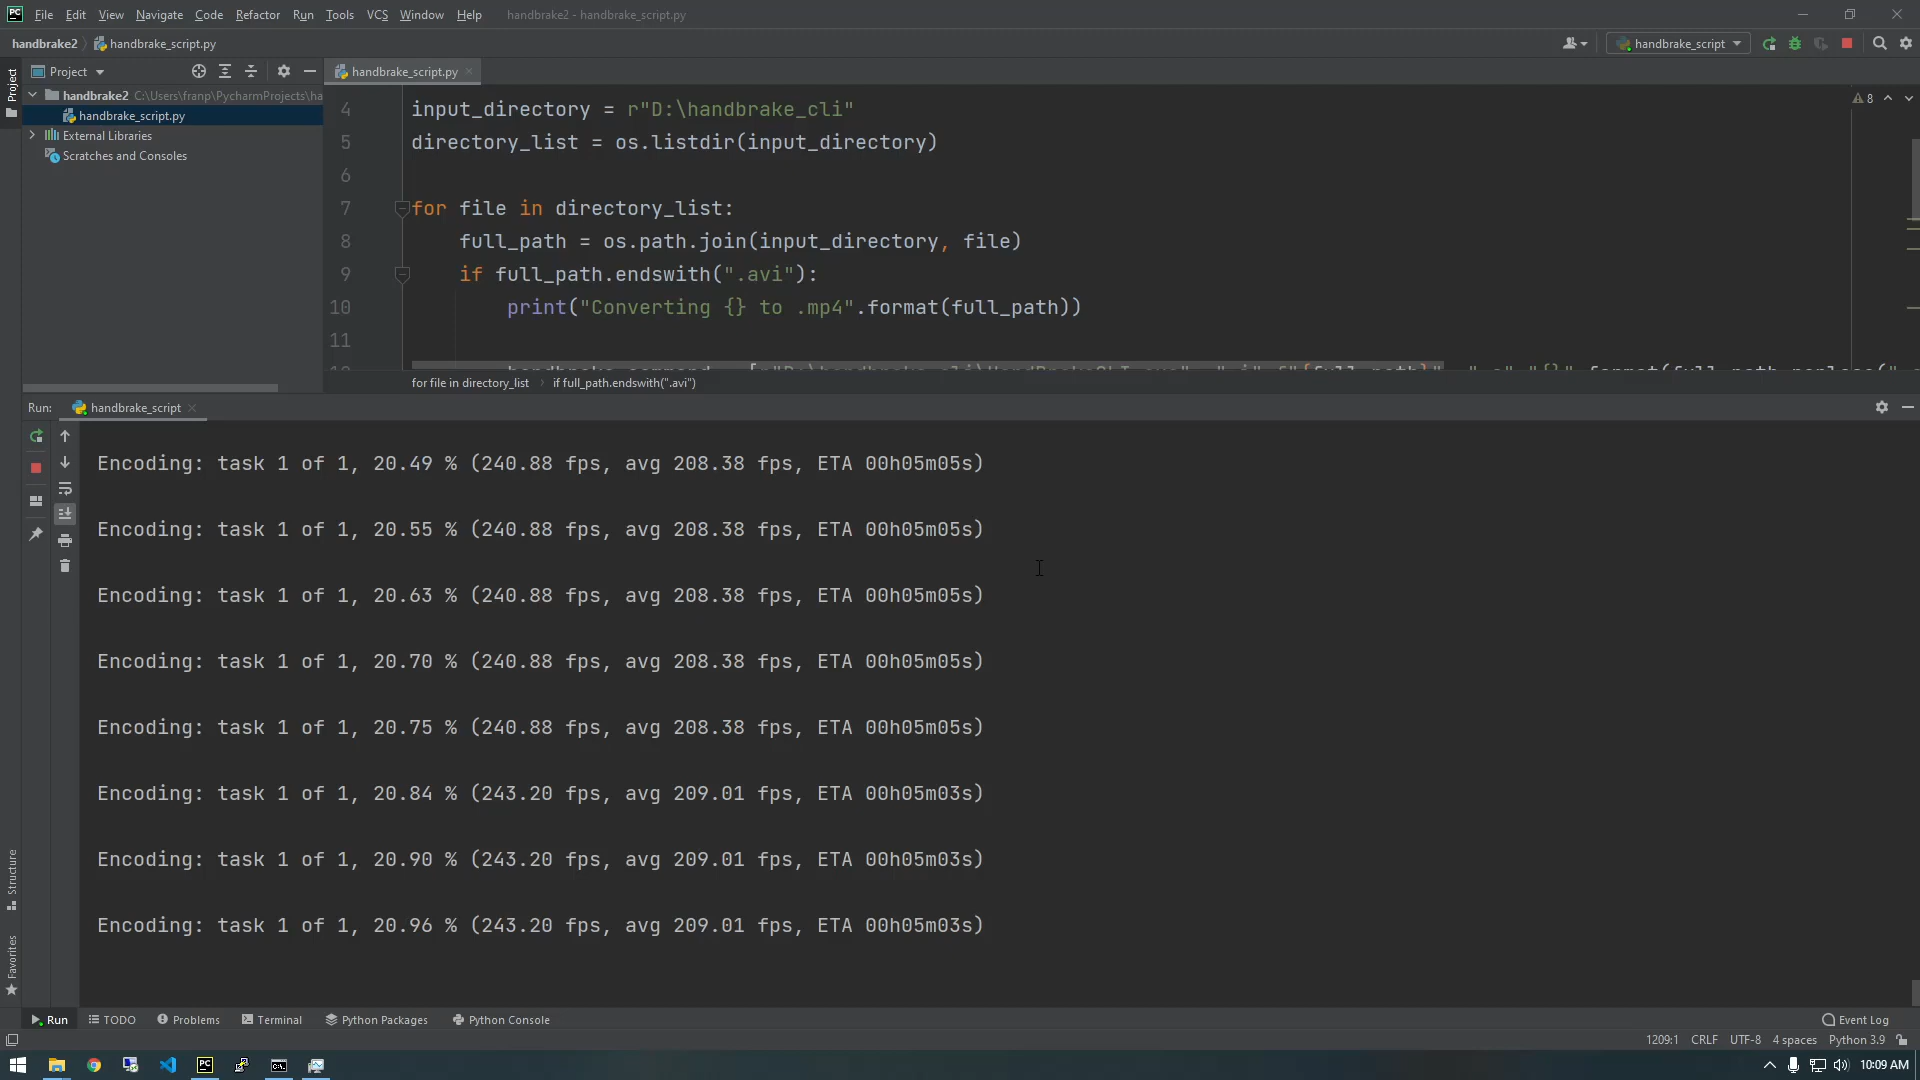 PC File Edit View Navigate Code Refactor Run Tools VCS Window Help handbrake2 - handbrake_script.py
handbrake2 handbrake_script.py handbrake_script
Project
Project handbrake_script.py
handbrake2 C:\Users\franp\PycharmProjects\ha
handbrake_script.py
External Libraries
Scratches and Consoles
8
4 input_directory = r"D:\handbrake_cli"
5 directory_list = os.listdir(input_directory)
6
7 for file in directory_list:
8 full_path = os.path.join(input_directory, file)
9 if full_path.endswith(".avi"):
10 print("Converting {} to .mp4".format(full_path))
11
for file in directory_list if full_path.endswith(".avi")
Run: handbrake_script
Encoding: task 1 of 1, 20.49 % (240.88 fps, avg 208.38 fps, ETA 00h05m05s)
Encoding: task 1 of 1, 20.55 % (240.88 fps, avg 208.38 fps, ETA 00h05m05s)
Encoding: task 1 of 1, 20.63 % (240.88 fps, avg 208.38 fps, ETA 00h05m05s)
Encoding: task 1 of 1, 20.70 % (240.88 fps, avg 208.38 fps, ETA 00h05m05s)
Encoding: task 1 of 1, 20.75 % (240.88 fps, avg 208.38 fps, ETA 00h05m05s)
Encoding: task 1 of 1, 20.84 % (243.20 fps, avg 209.01 fps, ETA 00h05m03s)
Encoding: task 1 of 1, 20.90 % (243.20 fps, avg 209.01 fps, ETA 00h05m03s)
Encoding: task 1 of 1, 20.96 % (243.20 fps, avg 209.01 fps, ETA 00h05m03s)
Structure
Favorites
Run TODO Problems Terminal Python Packages Python Console Event Log
1209:1 CRLF UTF-8 4 spaces Python 3.9
PC 10:09 AM